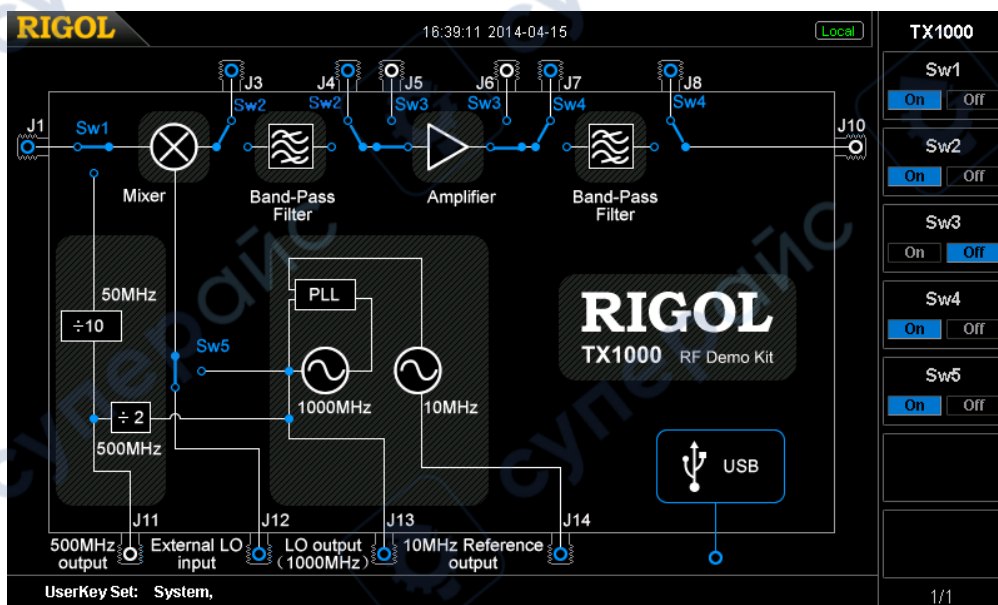 RIGOL
16:39:11 2014-04-15
Local
TX1000
J3
J4
J5
J6
J7
J8
Sw2
Sw2
Sw3
Sw3
Sw4
Sw4
J1
Sw1
J10
Mixer
Band-Pass
Filter
Amplifier
Band-Pass
Filter
50MHz
÷10
Sw5
÷ 2
500MHz
PLL
1000MHz
10MHz
RIGOL
TX1000 RF Demo Kit
USB
J11
J12
J13
J14
500MHz
output
External LO
input
LO output
(1000MHz)
10MHz Reference
output
UserKey Set: System,
Sw1
On Off
Sw2
On Off
Sw3
On Off
Sw4
On Off
Sw5
On Off
1/1
суперайс